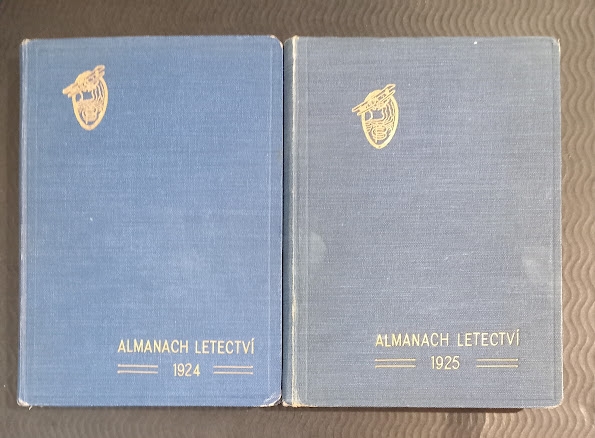 ALMANACH LETECTVÍ
1924
ALMANACH LETECTVÍ
1925